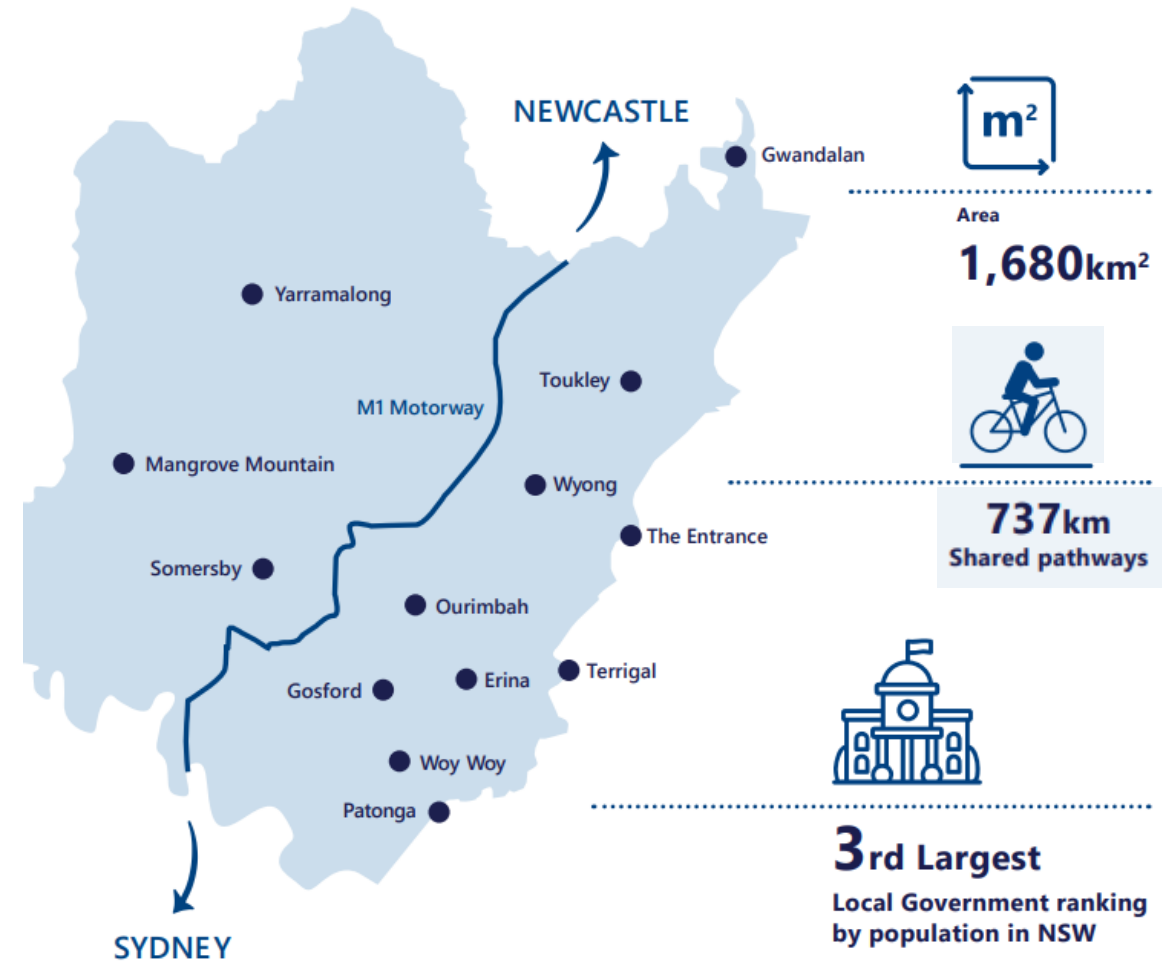 NEWCASTLE
Gwandalan
Yarramalong
Toukley
M1 Motorway
Mangrove Mountain
Wyong
The Entrance
Somersby
Ourimbah
Terrigal
Erina
Gosford
Woy Woy
Patonga
SYDNEY
m²
Area
1,680km²
737km
Shared pathways
3rd Largest
Local Government ranking
by population in NSW